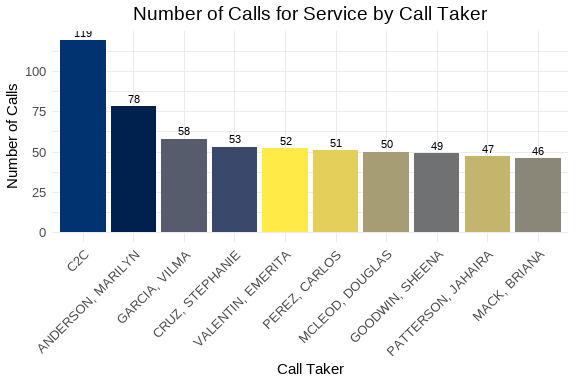 Number of Calls for Service by Call Taker
Number of Calls
119
78
58
53
52
51
50
49
47
46
100
75
50
25
0
C2C
ANDERSON, MARILYN
GARCIA, VILMA
CRUZ, STEPHANIE
VALENTIN, EMERITA
PEREZ, CARLOS
MCLEOD, DOUGLAS
GOODWIN, SHEENA
PATTERSON, JAHAIRA
MACK, BRIANA
Call Taker